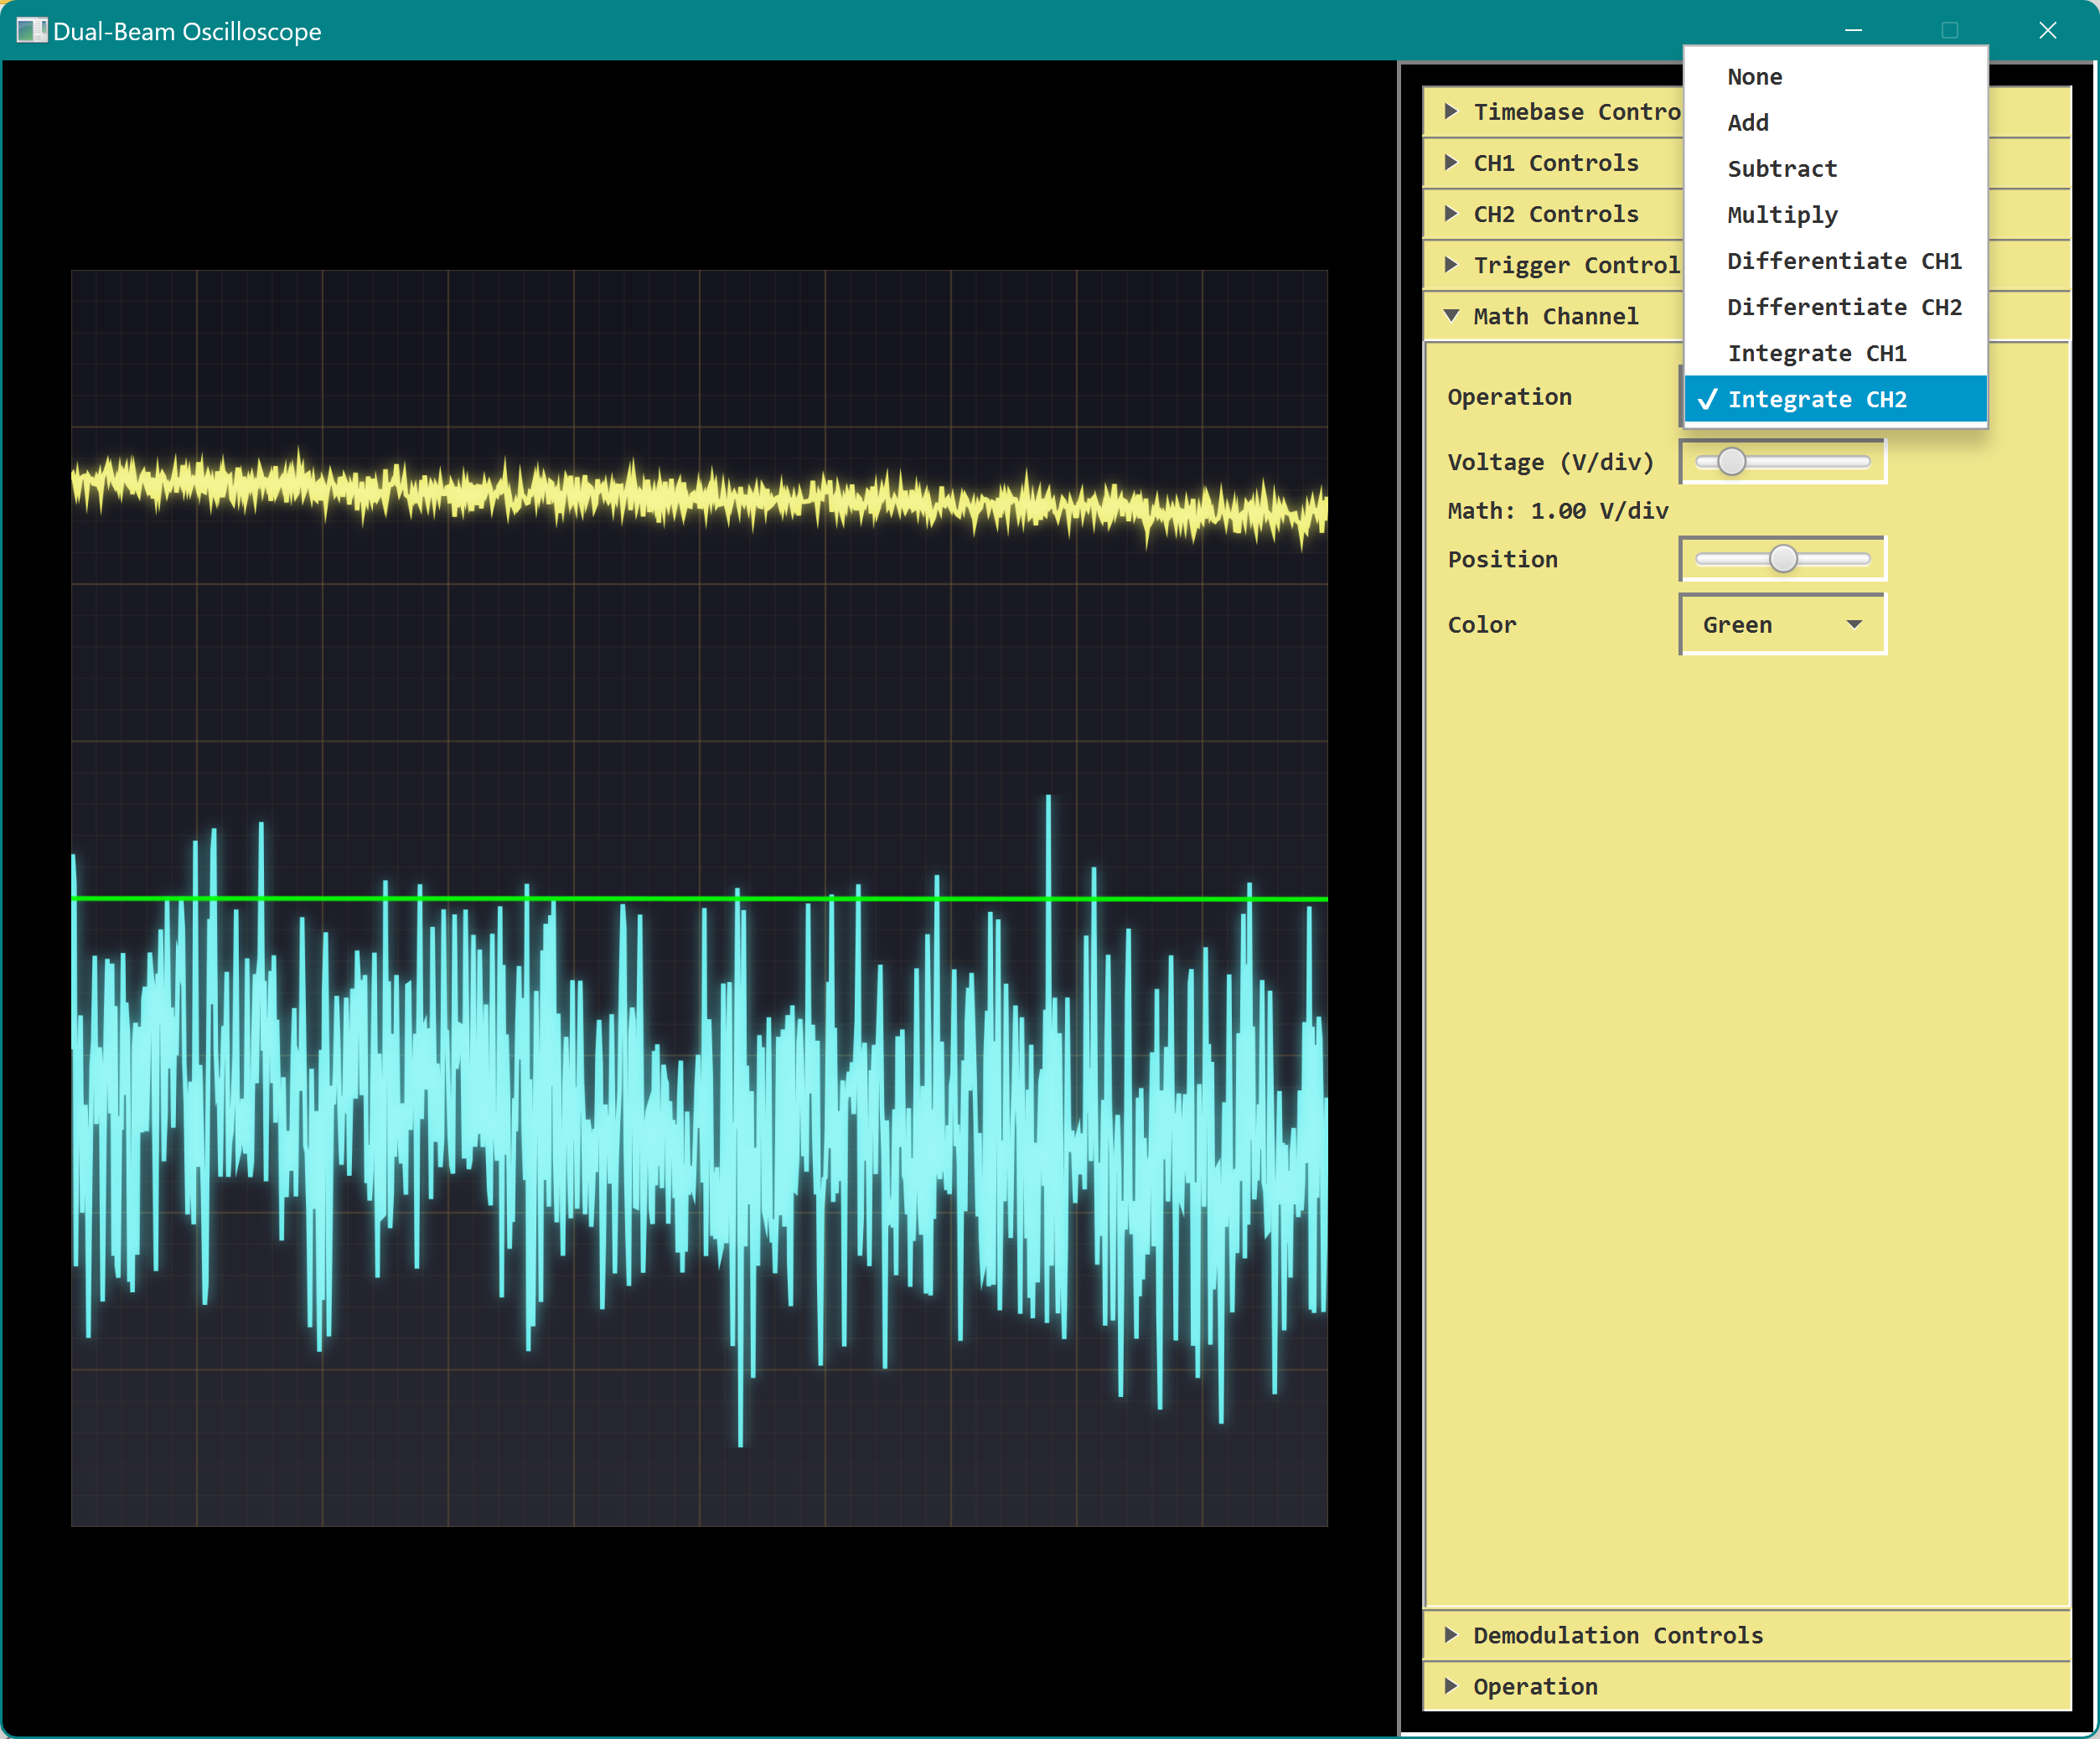 Dual-Beam Oscilloscope
None
Add
Subtract
Multiply
Differentiate CH1
Differentiate CH2
Integrate CH1
Integrate CH2
Timebase Contro
CH1 Controls
CH2 Controls
Trigger Control
Math Channel
Operation
Voltage (V/div)
Math: 1.00 V/div
Position
Color Green
Demodulation Controls
Operation